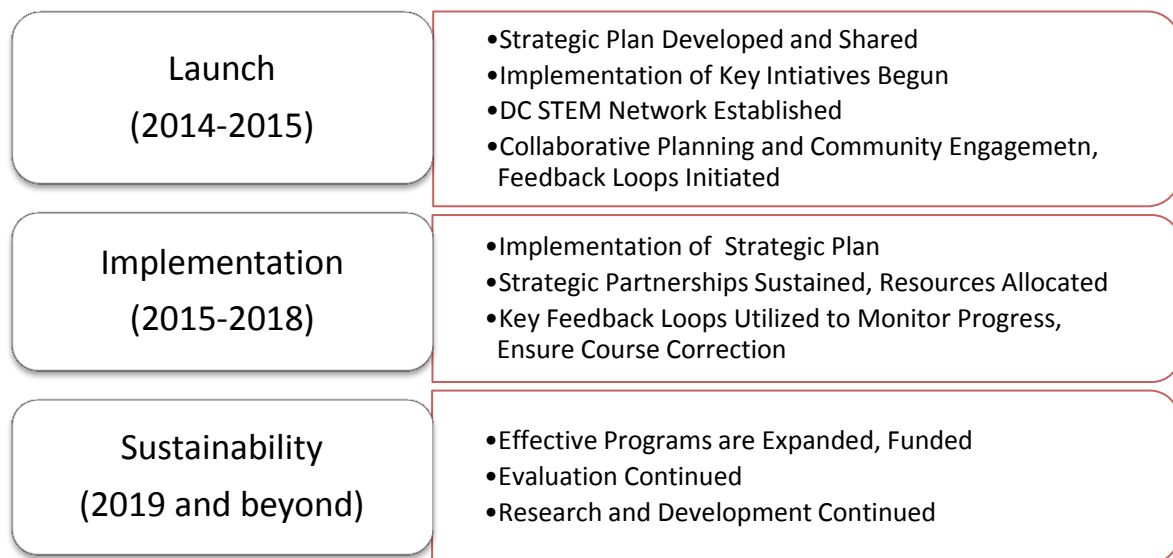 Launch
(2014-2015)
•Strategic Plan Developed and Shared
•Implementation of Key Intiatives Begun
•DC STEM Network Established
•Collaborative Planning and Community Engagemetn,
Feedback Loops Initiated
Implementation
(2015-2018)
•Implementation of  Strategic Plan
•Strategic Partnerships Sustained, Resources Allocated
•Key Feedback Loops Utilized to Monitor Progress,
Ensure Course Correction
Sustainability
(2019 and beyond)
•Effective Programs are Expanded, Funded
•Evaluation Continued
•Research and Development Continued